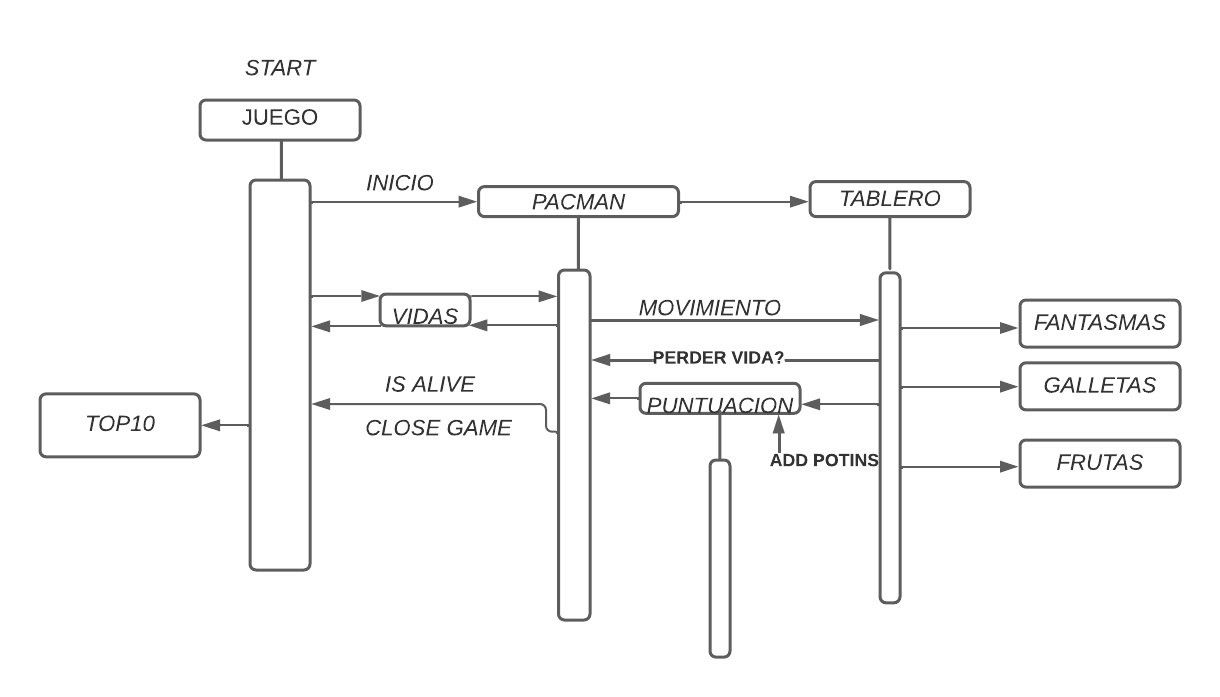 START
JUEGO
INICIO
PACMAN
TABLERO
VIDAS
MOVIMIENTO
FANTASMAS
PERDER VIDA?
IS ALIVE
GALLETAS
PUNTUACION
TOP10
CLOSE GAME
ADD POTINS
FRUTAS